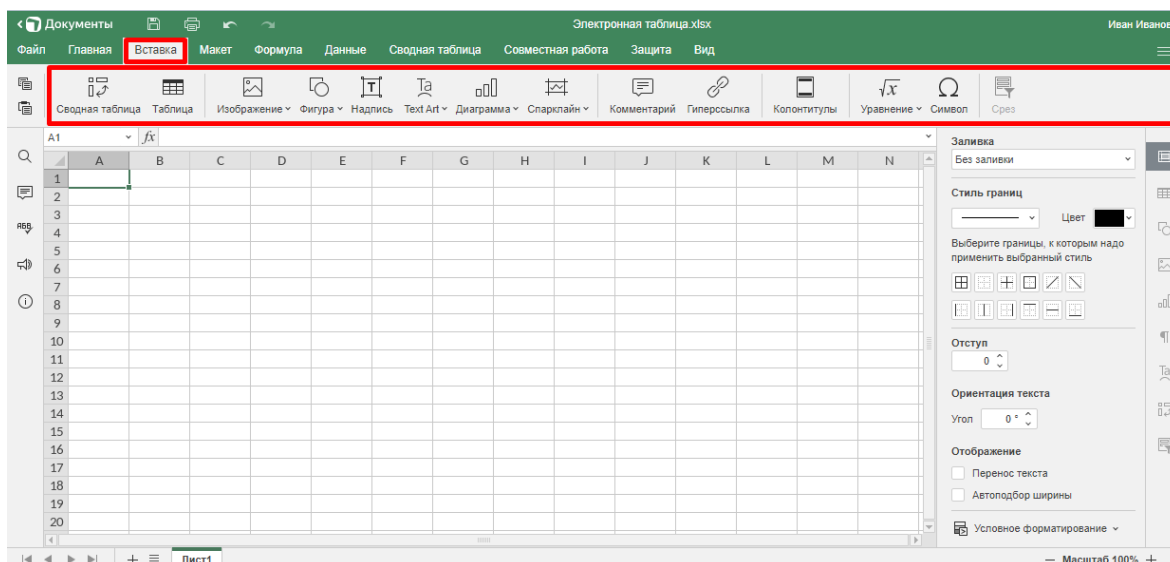 Документы Электронная таблица.xlsx Иван Иванов
Файл Главная Вставка Макет Формула Данные Сводная таблица Совместная работа Защита Вид
Сводная таблица Таблица Изображение Фигура Надпись Text Art Диаграмма Спарклайн Комментарий Гиперссылка Колонтитулы Уравнение Символ Срез
A1 fx
A B C D E F G H I J K L M N
1
2
3
4
5
6
7
8
9
10
11
12
13
14
15
16
17
18
19
20
Заливка
Без заливки
Стиль границ
Цвет
Выберите границы, к которым надо
применить выбранный стиль
Отступ
0
Ориентация текста
Угол 0 °
Отображение
Перенос текста
Автоподбор ширины
Условное форматирование
Лист1 Масштаб 100%